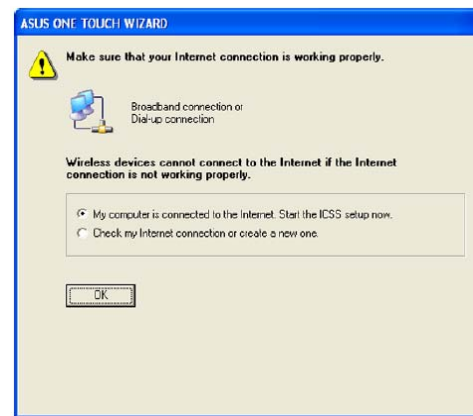 ASUS ONE TOUCH WIZARD
Make sure that your Internet connection is working properly.
Broadband connection or
Dial-up connection
Wireless devices cannot connect to the Internet if the Internet
connection is not working properly.
My computer is connected to the Internet. Start the ICSS setup now.
Check my Internet connection or create a new one.
OK